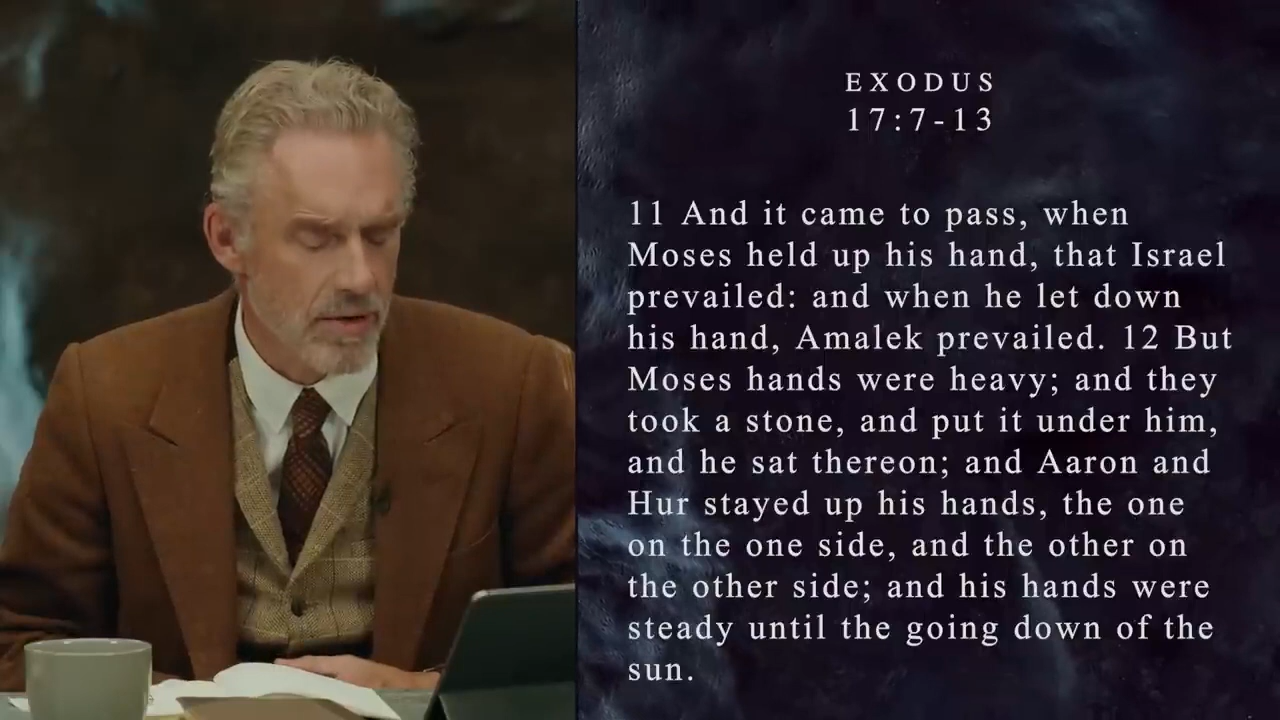 EXODUS
17:7-13
11 And it came to pass, when
Moses held up his hand, that Israel
prevailed: and when he let down
his hand, Amalek prevailed. 12 But
Moses hands were heavy; and they
took a stone, and put it under him,
and he sat thereon; and Aaron and
Hur stayed up his hands, the one
on the one side, and the other on
the other side; and his hands were
steady until the going down of the
sun.